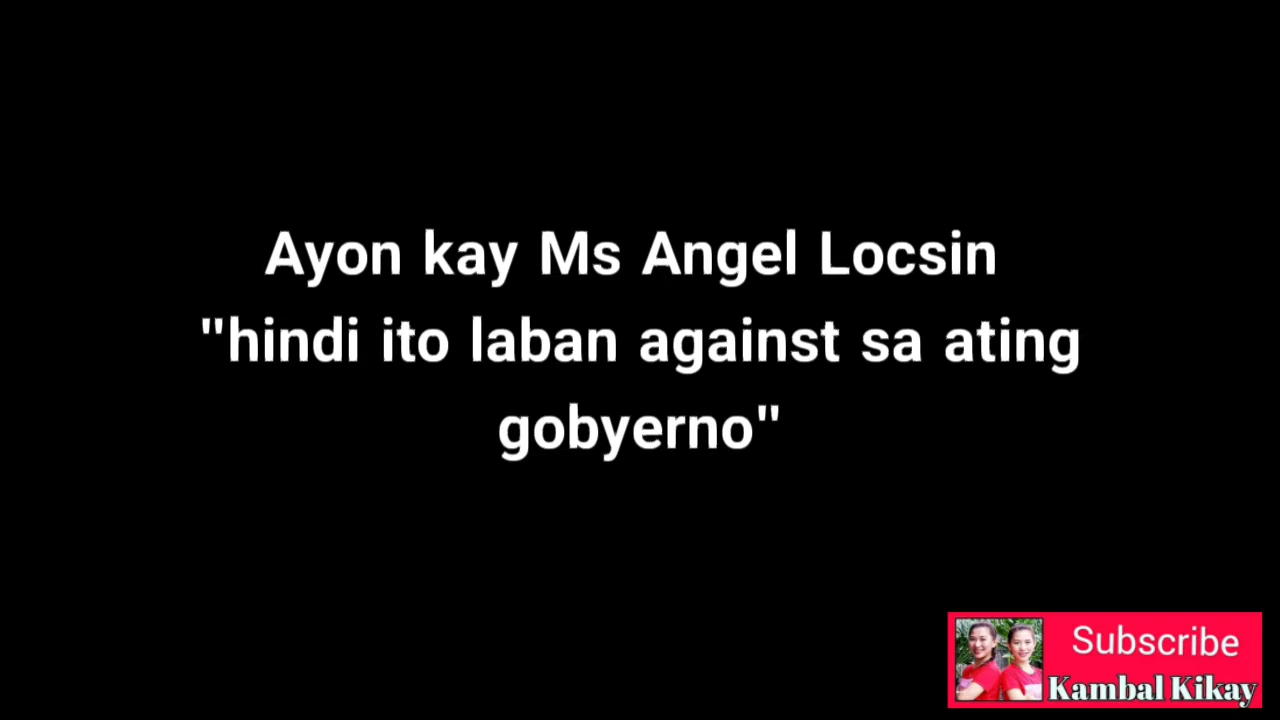 Ayon kay Ms Angel Locsin
"hindi ito laban against sa ating
gobyerno"
Subscribe
Kambal Kikay